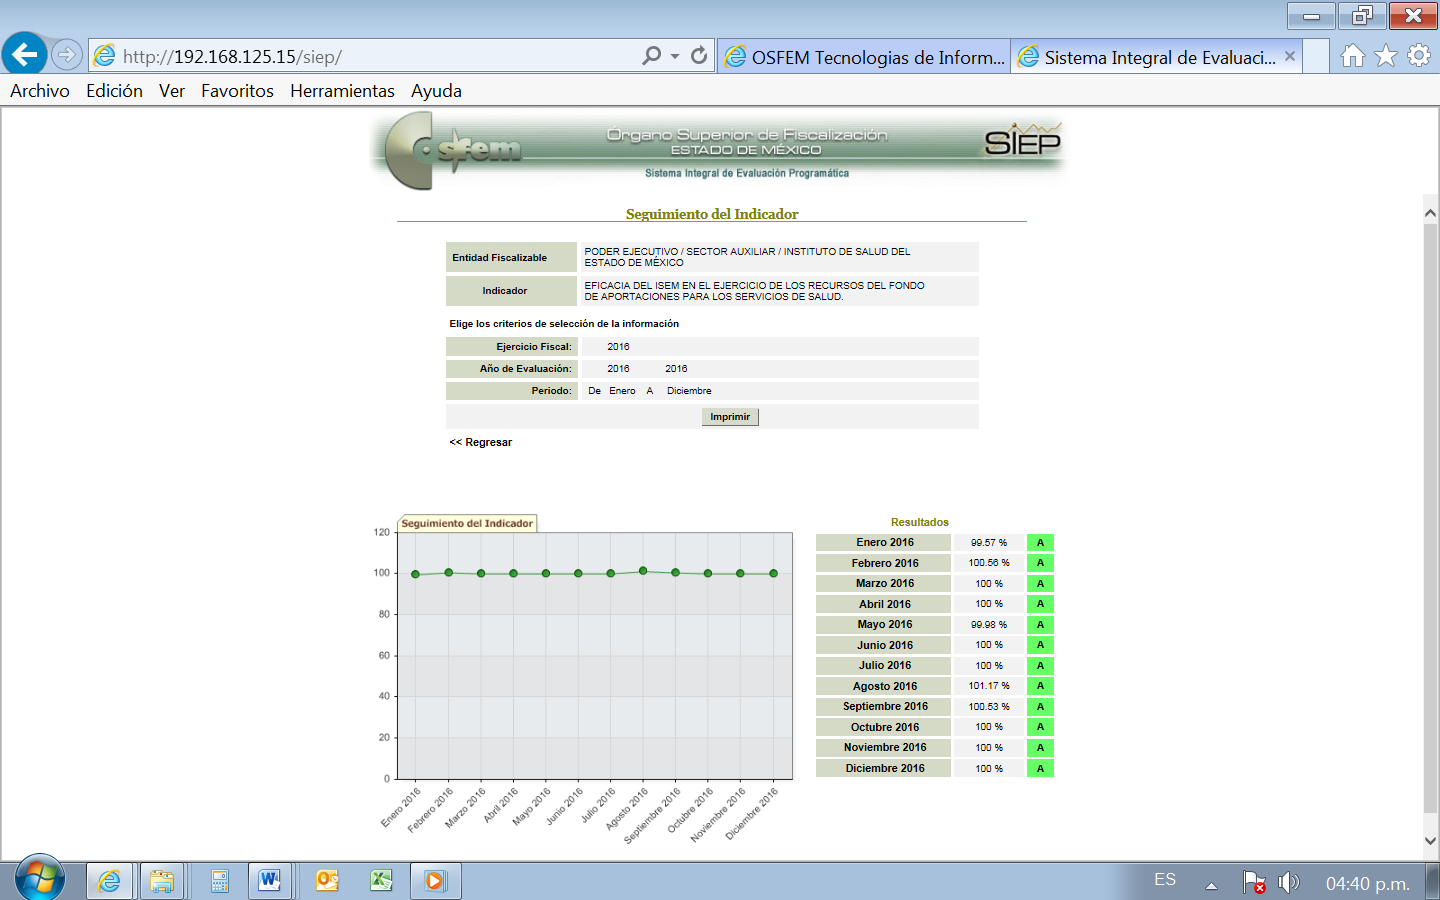 http://192.168.125.15/siep/
OSFEM Tecnologias de Inform...
Sistema Integral de Evaluaci...
Archivo Edición Ver Favoritos Herramientas Ayuda
osfem
Órgano Superior de Fiscalización
ESTADO DE MÉXICO
Sistema Integral de Evaluación Programática
SIEP
Seguimiento del Indicador
Entidad Fiscalizable
PODER EJECUTIVO / SECTOR AUXILIAR / INSTITUTO DE SALUD DEL
ESTADO DE MÉXICO
Indicador
EFICACIA DEL ISEM EN EL EJERCICIO DE LOS RECURSOS DEL FONDO
DE APORTACIONES PARA LOS SERVICIOS DE SALUD.
Elige los criterios de selección de la información
Ejercicio Fiscal: 2016
Año de Evaluación: 2016 2016
Periodo: De Enero A Diciembre
Imprimir
<< Regresar
Seguimiento del Indicador
120
100
80
60
40
20
0
Enero 2016
Febrero 2016
Marzo 2016
Abril 2016
Mayo 2016
Junio 2016
Julio 2016
Agosto 2016
Septiembre 2016
Octubre 2016
Noviembre 2016
Diciembre 2016
Resultados
Enero 2016 99.57 % A
Febrero 2016 100.56 % A
Marzo 2016 100 % A
Abril 2016 100 % A
Mayo 2016 99.98 % A
Junio 2016 100 % A
Julio 2016 100 % A
Agosto 2016 101.17 % A
Septiembre 2016 100.53 % A
Octubre 2016 100 % A
Noviembre 2016 100 % A
Diciembre 2016 100 % A
ES
04:40 p.m.